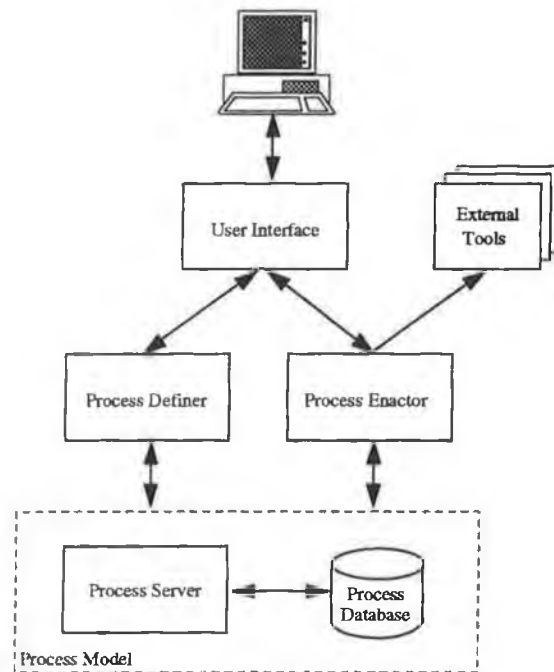 User Interface
External
Tools
Process Definer
Process Enactor
Process Server
Process
Database
Process Model